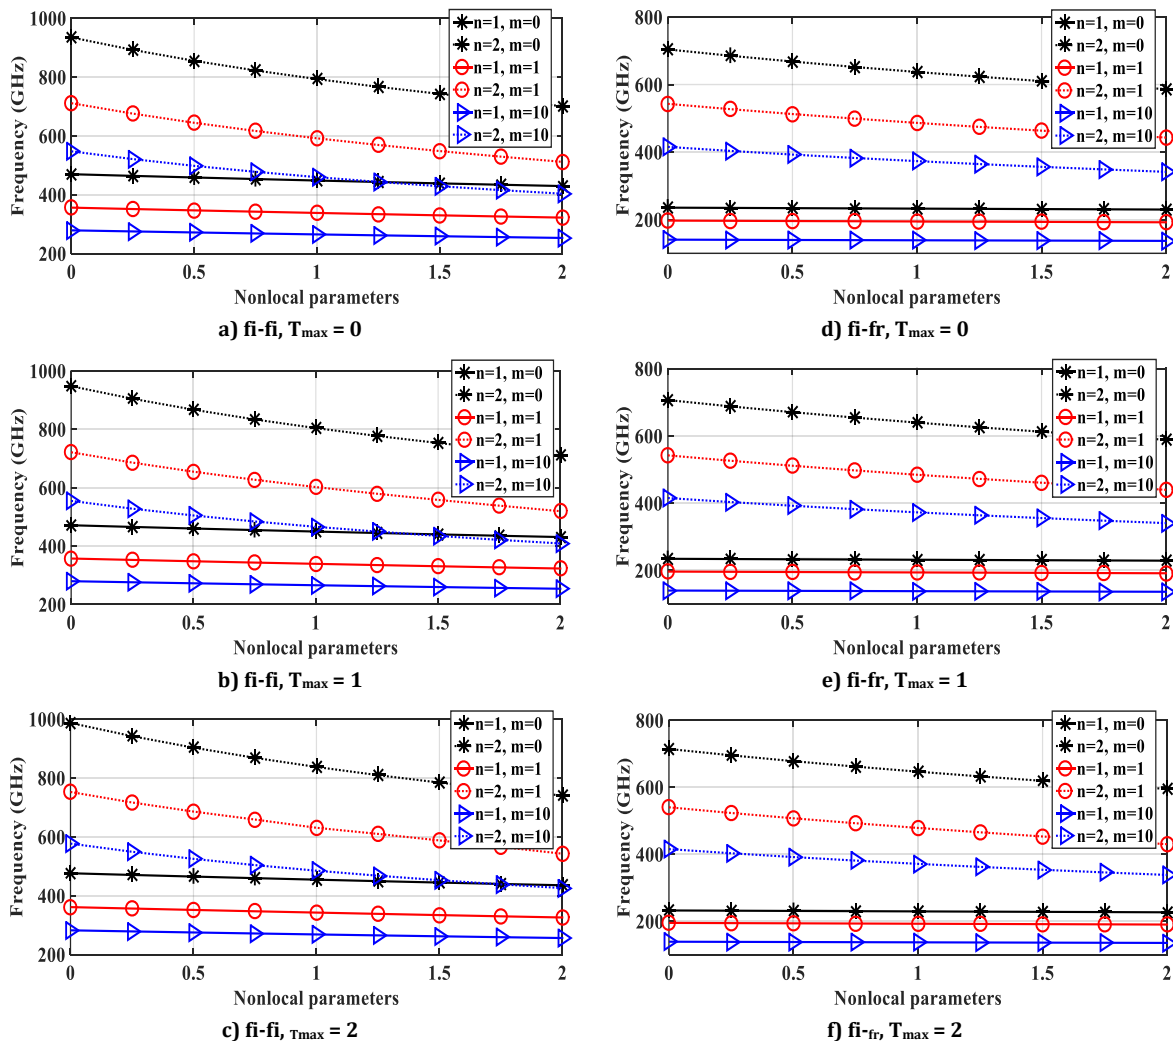 Frequency (GHz)
1000
800
600
400
200
0
0.5
1
1.5
2
Nonlocal parameters
n=1, m=0
n=2, m=0
n=1, m=1
n=2, m=1
n=1, m=10
n=2, m=10
a) fi-fi, Tmax = 0
Frequency (GHz)
800
600
400
200
0
0.5
1
1.5
2
Nonlocal parameters
n=1, m=0
n=2, m=0
n=1, m=1
n=2, m=1
n=1, m=10
n=2, m=10
d) fi-fr, Tmax = 0
Frequency (GHz)
1000
800
600
400
200
0
0.5
1
1.5
2
Nonlocal parameters
n=1, m=0
n=2, m=0
n=1, m=1
n=2, m=1
n=1, m=10
n=2, m=10
b) fi-fi, Tmax = 1
Frequency (GHz)
800
600
400
200
0
0.5
1
1.5
2
Nonlocal parameters
n=1, m=0
n=2, m=0
n=1, m=1
n=2, m=1
n=1, m=10
n=2, m=10
e) fi-fr, Tmax = 1
Frequency (GHz)
1000
800
600
400
200
0
0.5
1
1.5
2
Nonlocal parameters
n=1, m=0
n=2, m=0
n=1, m=1
n=2, m=1
n=1, m=10
n=2, m=10
c) fi-fi, Tmax = 2
Frequency (GHz)
800
600
400
200
0
0.5
1
1.5
2
Nonlocal parameters
n=1, m=0
n=2, m=0
n=1, m=1
n=2, m=1
n=1, m=10
n=2, m=10
f) fi-fr, Tmax = 2